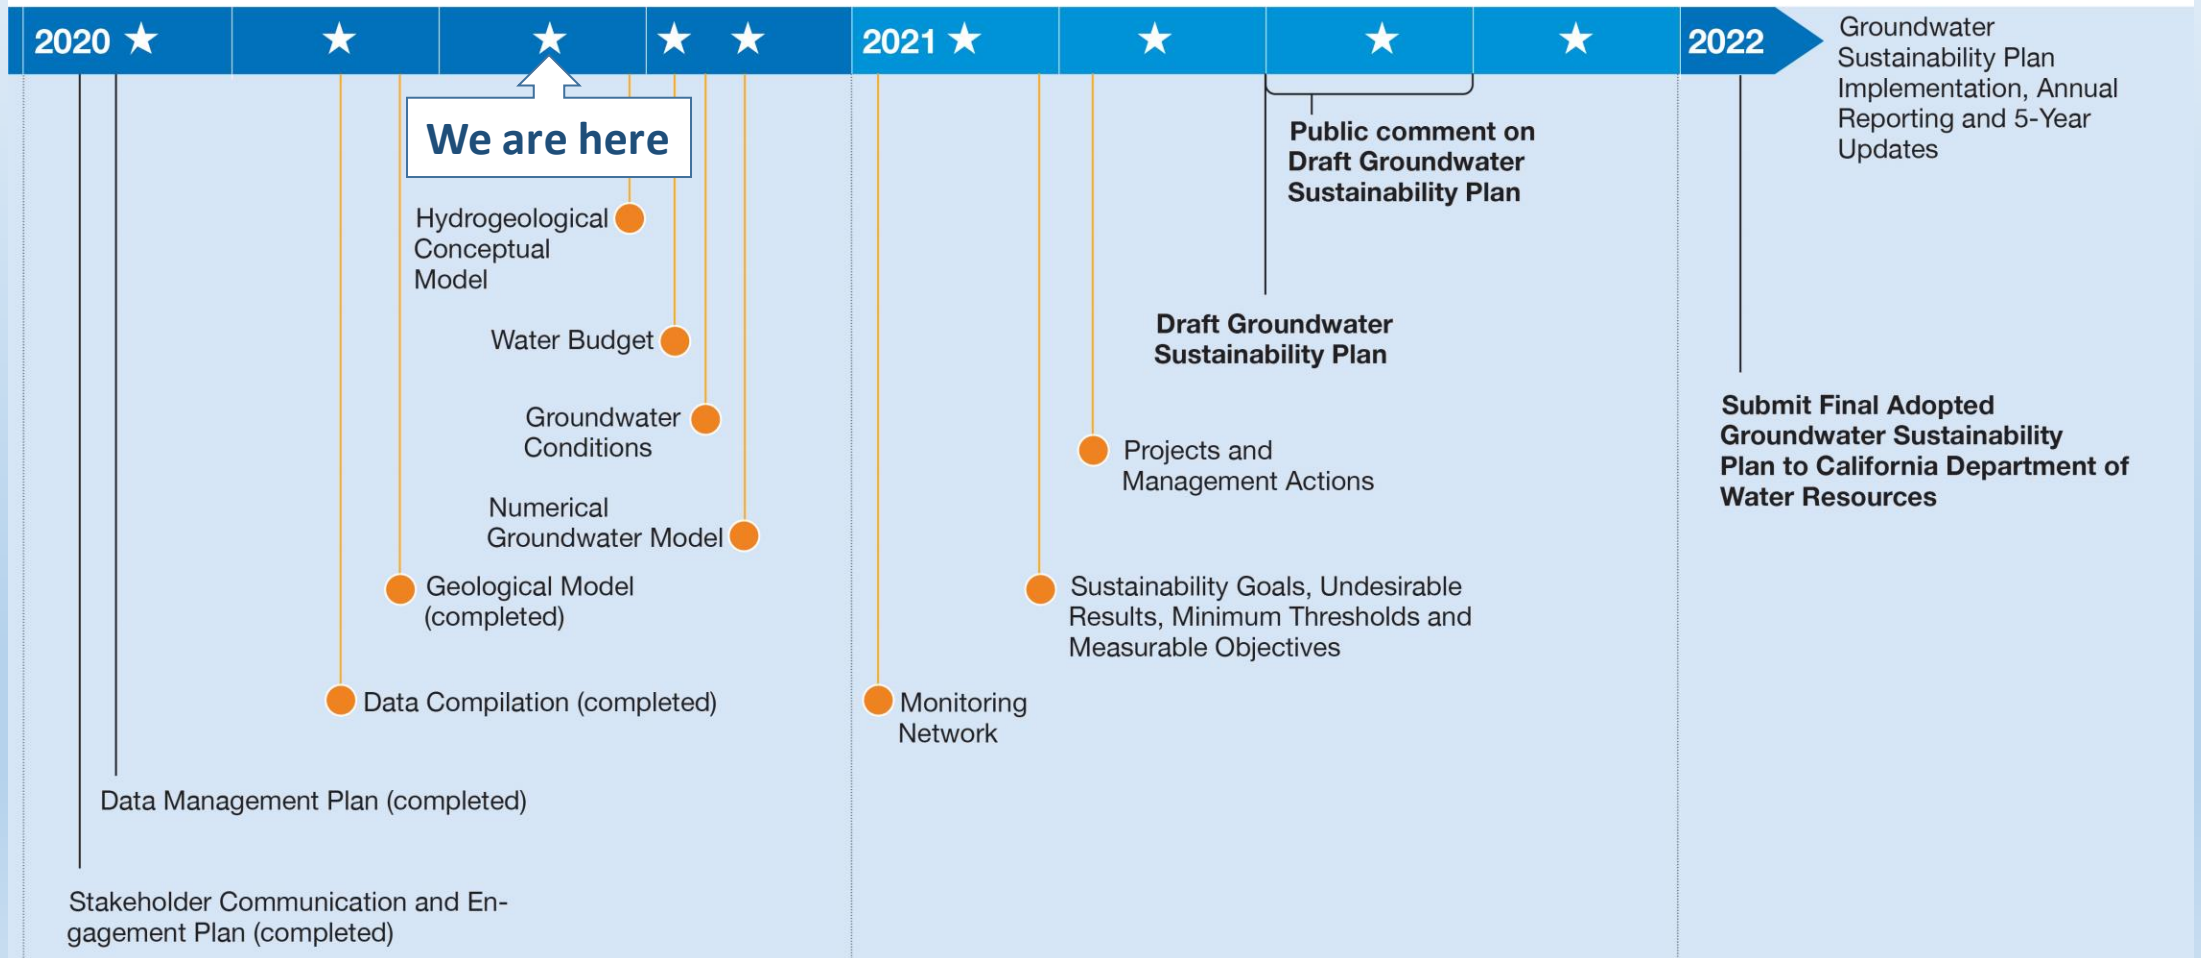 2020
2021
2022
Groundwater
Sustainability Plan
Implementation, Annual
Reporting and 5-Year
Updates
We are here
Public comment on
Draft Groundwater
Sustainability Plan
Hydrogeological
Conceptual
Model
Water Budget
Draft Groundwater
Sustainability Plan
Groundwater
Conditions
Submit Final Adopted
Groundwater Sustainability
Plan to California Department of
Water Resources
Projects and
Management Actions
Numerical
Groundwater Model
Geological Model
(completed)
Sustainability Goals, Undesirable
Results, Minimum Thresholds and
Measurable Objectives
Data Compilation (completed)
Monitoring
Network
Data Management Plan (completed)
Stakeholder Communication and En-
gagement Plan (completed)